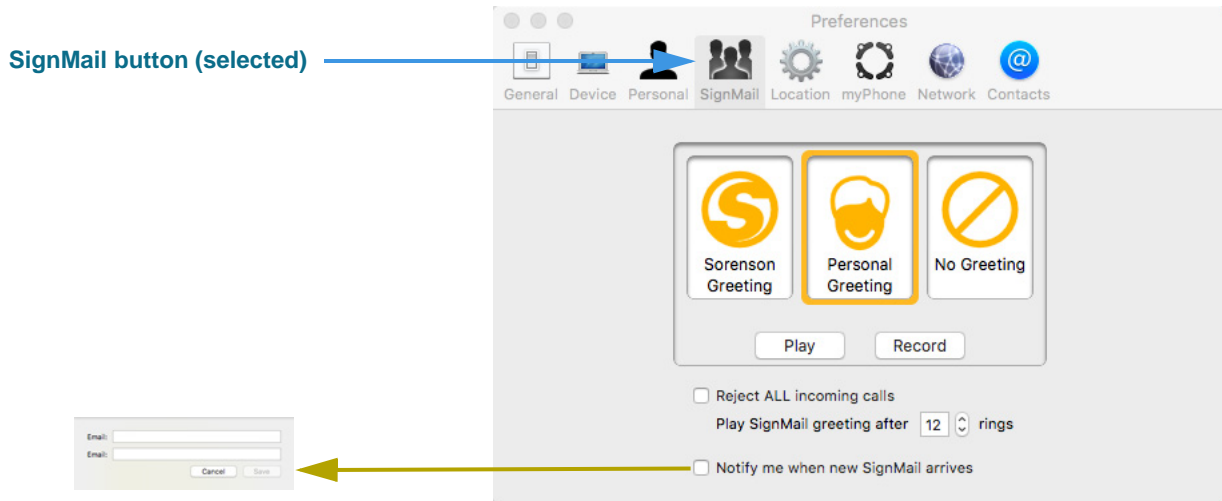 Preferences
SignMail button (selected)
General Device Personal SignMail Location myPhone Network Contacts
Sorenson Greeting
Personal Greeting
No Greeting
Play Record
Reject ALL incoming calls
Play SignMail greeting after 12 rings
Email:
Email:
Cancel Save
Notify me when new SignMail arrives